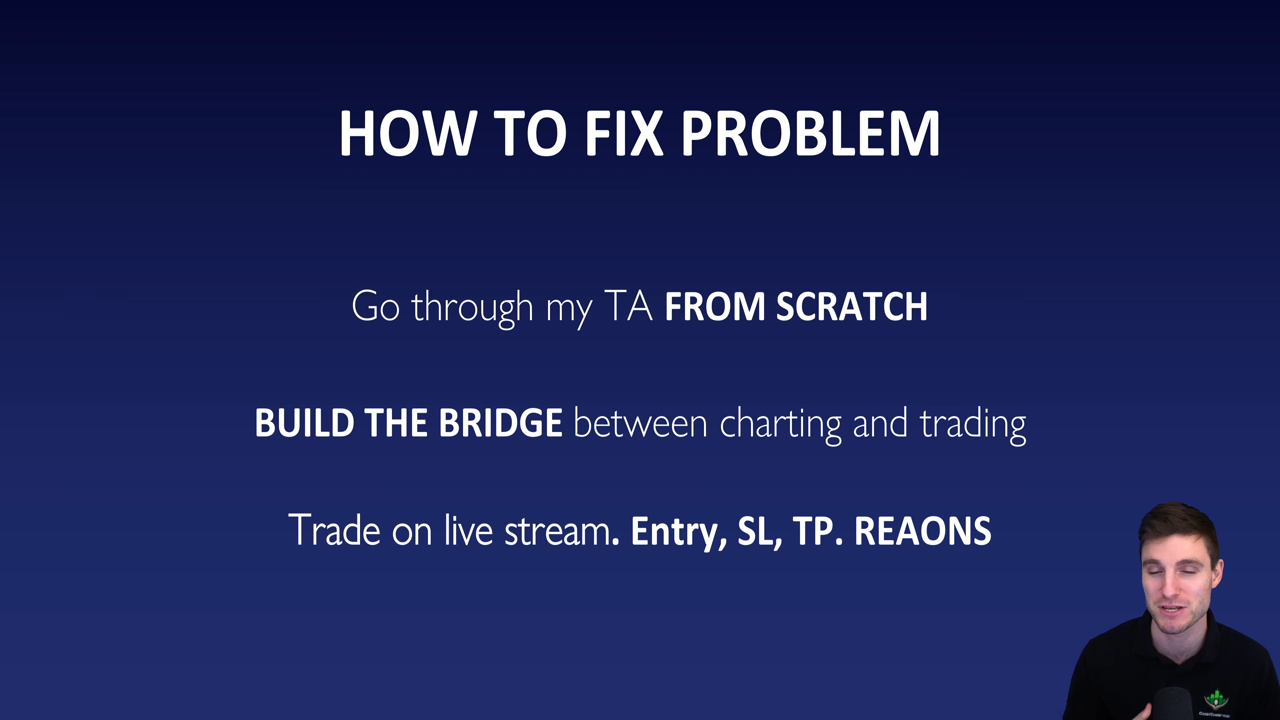 HOW TO FIX PROBLEM
Go through my TA FROM SCRATCH
BUILD THE BRIDGE between charting and trading
Trade on live stream. Entry, SL, TP. REAONS